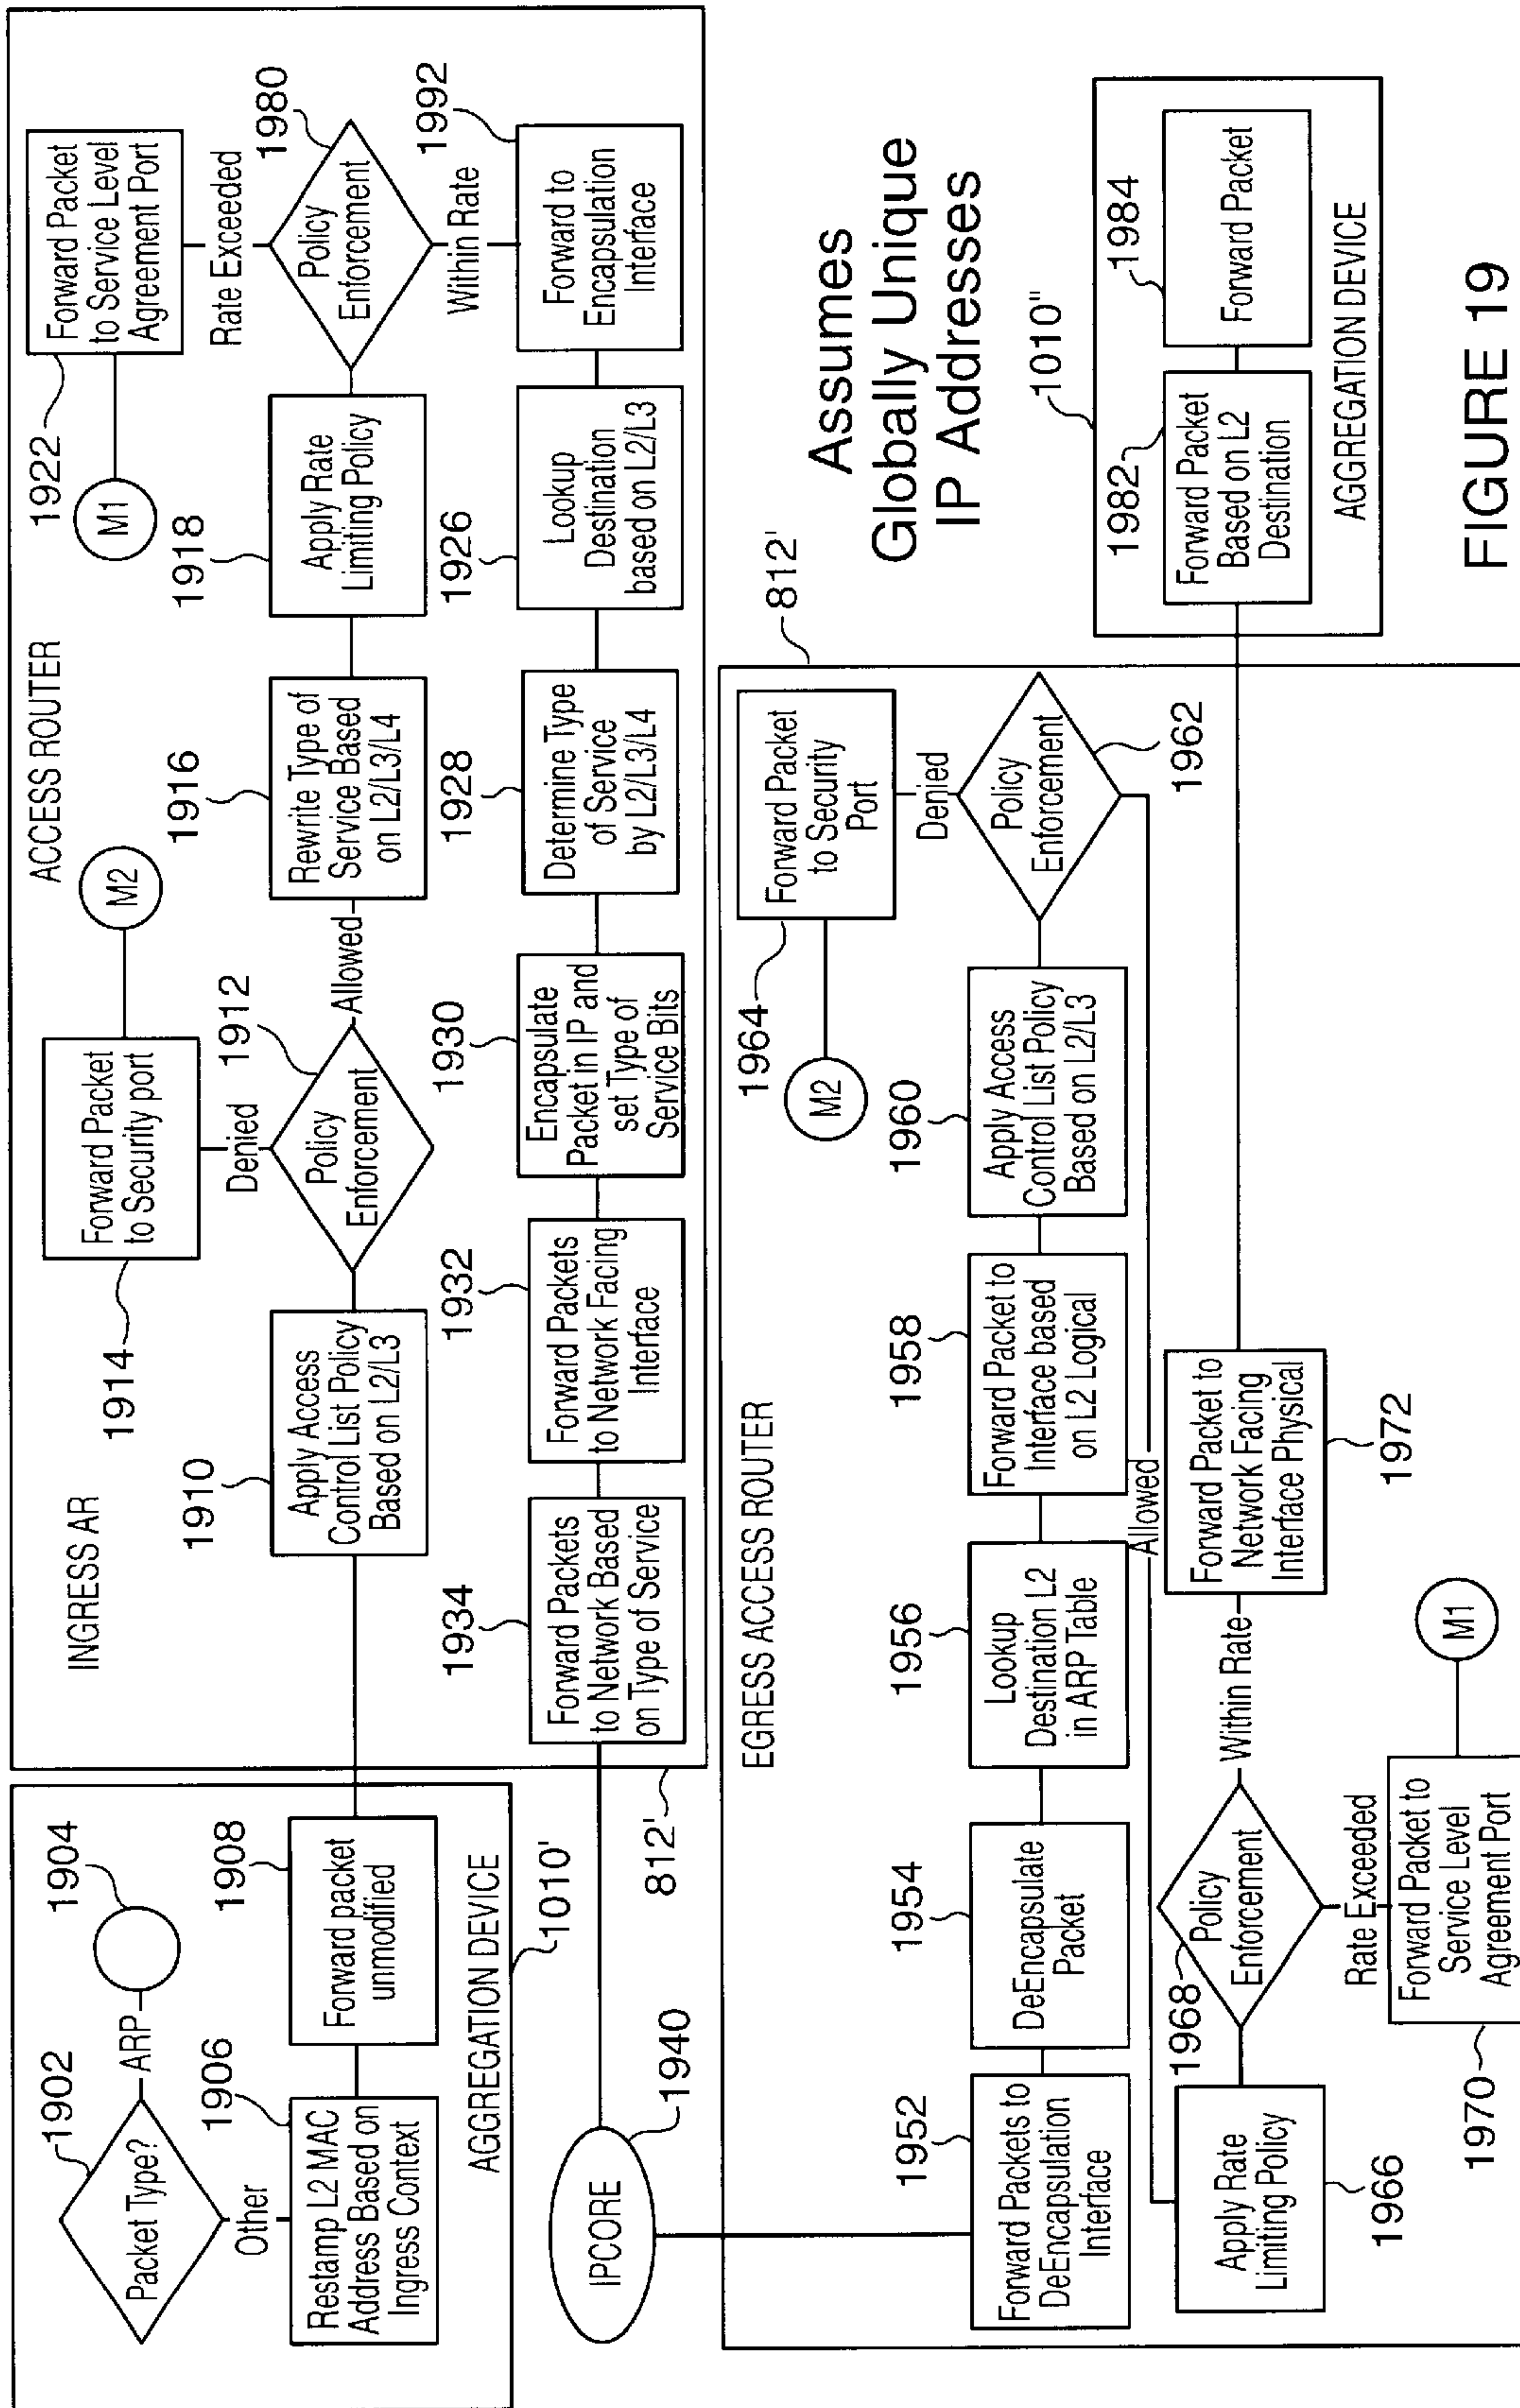 1902
Packet Type?
ARP
1904
Other
1906
Restamp L2 MAC
Address Based on
Ingress Context
1908
Forward packet
unmodified
AGGREGATION DEVICE
1010'
INGRESS AR
ACCESS ROUTER
1910
Apply Access
Control List Policy
Based on L2/L3
1912
Policy
Enforcement
Denied
1914
Forward Packet
to Security port
M2
Allowed
1916
Rewrite Type of
Service Based
on L2/L3/L4
1918
Apply Rate
Limiting Policy
1980
Policy
Enforcement
Rate Exceeded
1922
Forward Packet
to Service Level
Agreement Port
M1
Within Rate
1992
Forward to
Encapsulation
Interface
1926
Lookup
Destination
based on L2/L3
1928
Determine Type
of Service
by L2/L3/L4
1930
Encapsulate
Packet in IP and
set Type of
Service Bits
1932
Forward Packets
to Network Facing
Interface
1934
Forward Packets
to Network Based
on Type of Service
812'
IPCORE
1940
EGRESS ACCESS ROUTER
812'
1952
Forward Packets to
DeEncapsulation
Interface
1954
DeEncapsulate
Packet
1956
Lookup
Destination L2
in ARP Table
1958
Forward Packet to
Interface based
on L2 Logical
1960
Apply Access
Control List Policy
Based on L2/L3
1962
Policy
Enforcement
Denied
1964
Forward Packet
to Security
Port
M2
Allowed
1966
Apply Rate
Limiting Policy
1968
Policy
Enforcement
Rate Exceeded
1970
Forward Packet to
Service Level
Agreement Port
M1
Within Rate
1972
Forward Packet to
Network Facing
Interface Physical
Assumes
Globally Unique
IP Addresses
1010"
1982
Forward Packet
Based on L2
Destination
1984
Forward Packet
AGGREGATION DEVICE
FIGURE 19